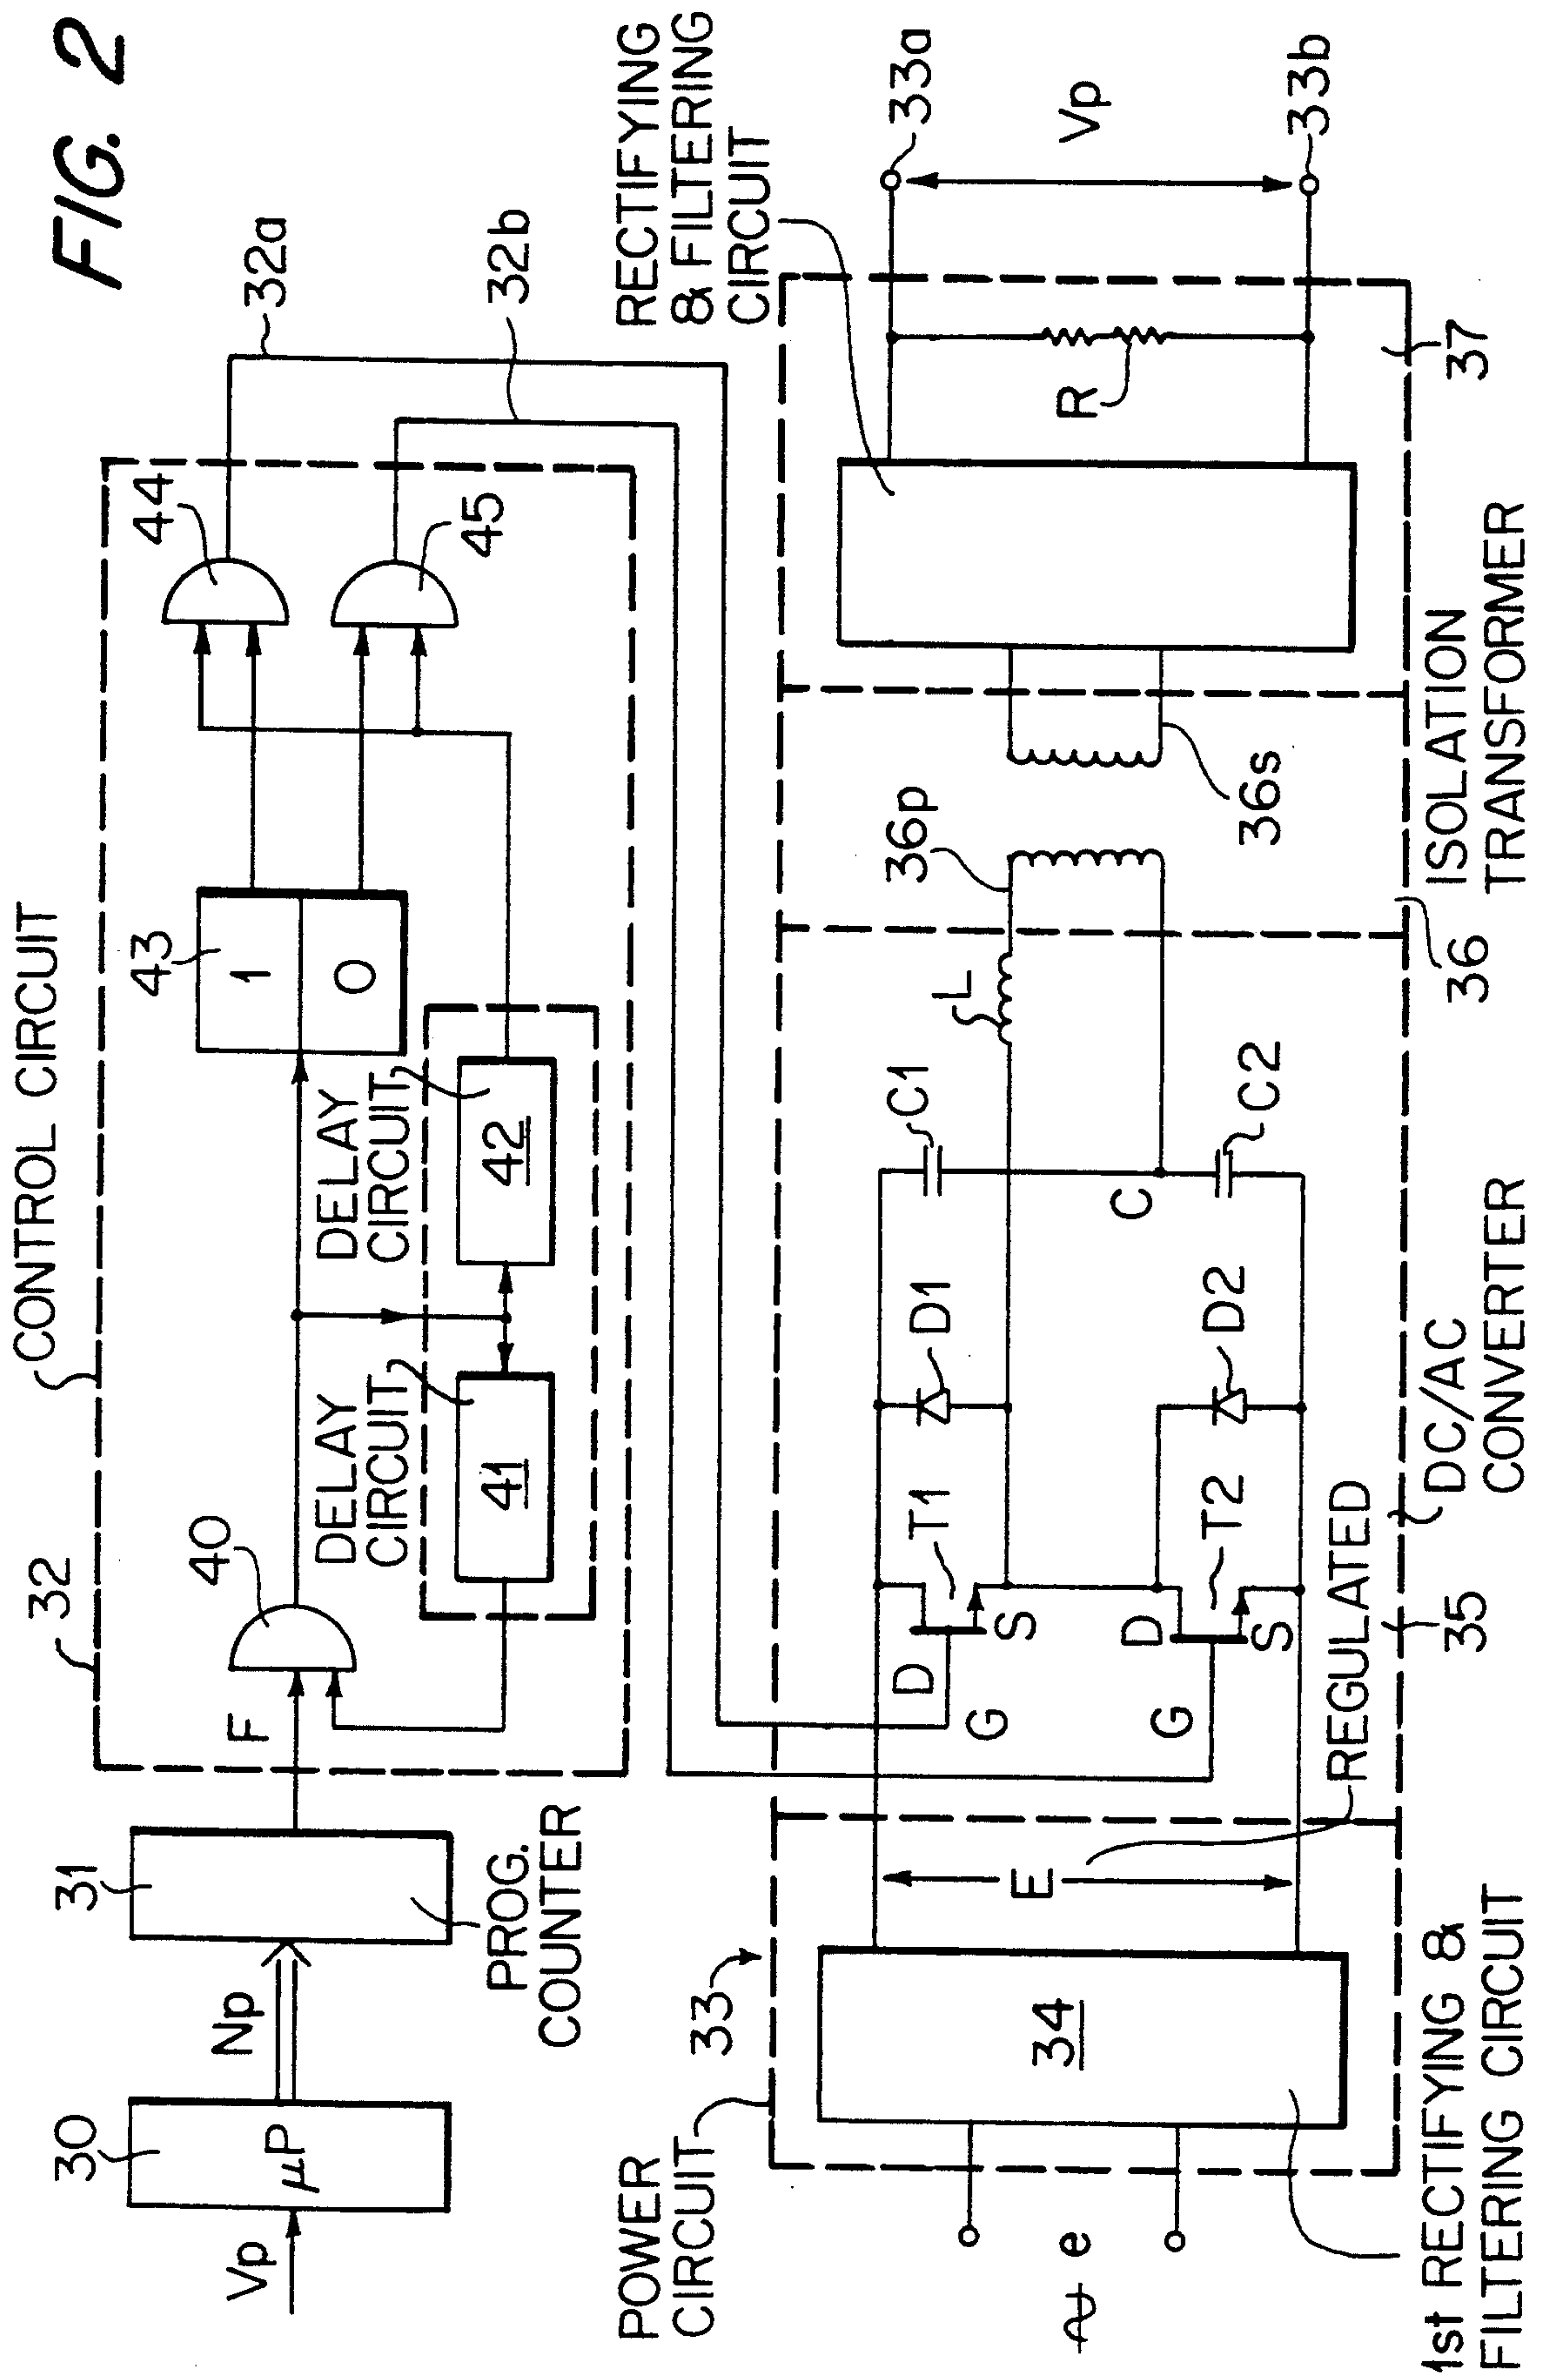 FIG. 2
CONTROL CIRCUIT
32
30
31
40
43
44
Vp
μP
Np
F
1
0
45
32a
32b
PROG.
COUNTER
DELAY
CIRCUIT
41
DELAY
CIRCUIT
42
POWER
CIRCUIT
33
RECTIFYING
& FILTERING
CIRCUIT
e
34
E
D
G
S
T1
D1
C1
L
36p
36s
R
33a
Vp
33b
G
D
S
T2
D2
C
C2
REGULATED
1st RECTIFYING &
FILTERING CIRCUIT
35
DC/AC
CONVERTER
36
ISOLATION
TRANSFORMER
37